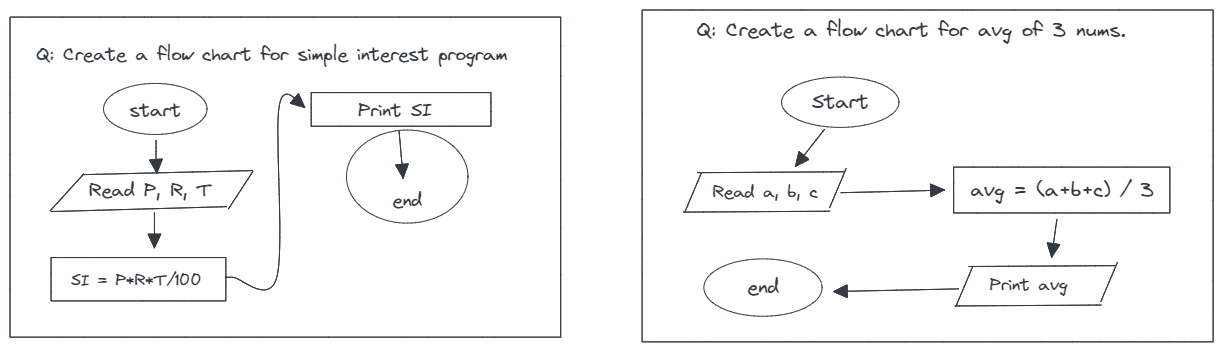 Q: Create a flow chart for simple interest program
start
Read P, R, T
SI = P*R*T/100
Print SI
end
Q: Create a flow chart for avg of 3 nums.
Start
Read a, b, c
avg = (a+b+c) / 3
Print avg
end